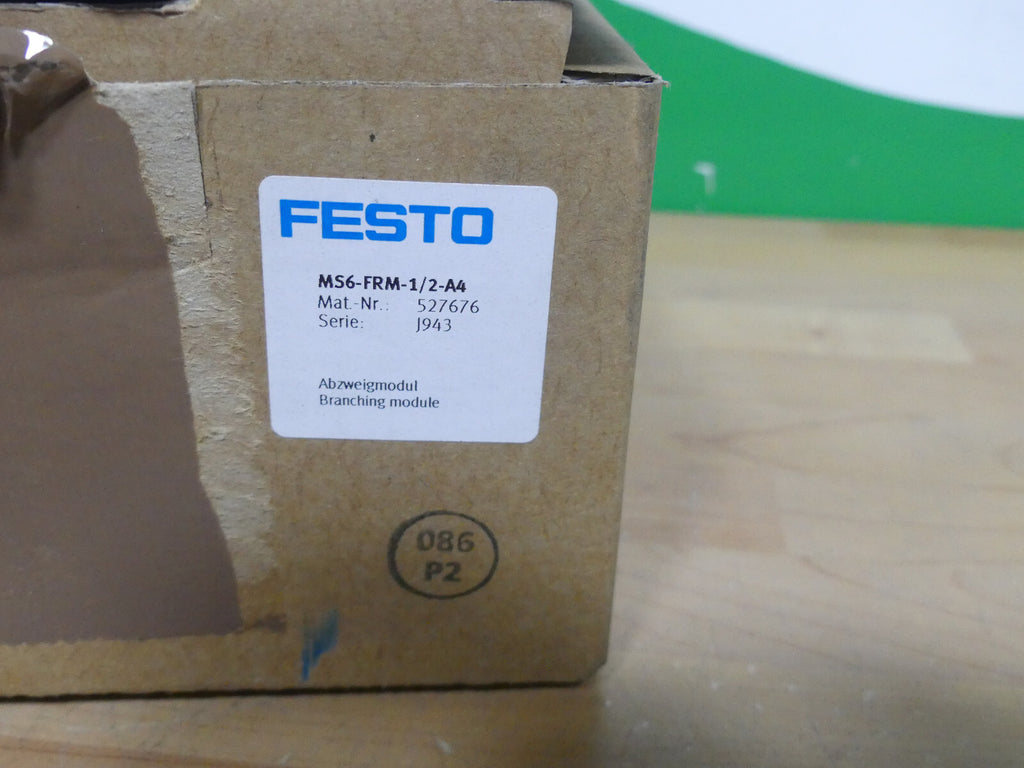 FESTO
MS6-FRM-1/2-A4
Mat.-Nr.: 527676
Serie: J943
Abzweigmodul
Branching module
086
P2